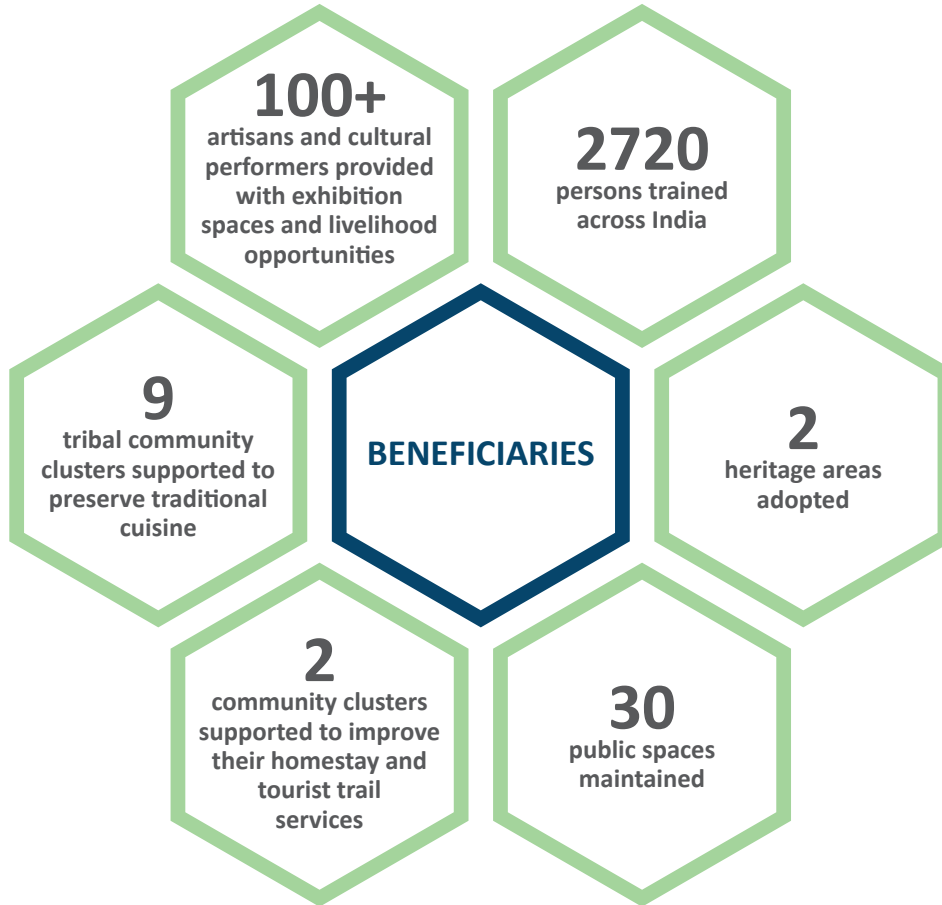 100+
artisans and cultural
performers provided
with exhibition
spaces and livelihood
opportunities
2720
persons trained
across India
9
tribal community
clusters supported to
preserve traditional
cuisine
BENEFICIARIES
2
heritage areas
adopted
2
community clusters
supported to improve
their homestay and
tourist trail
services
30
public spaces
maintained